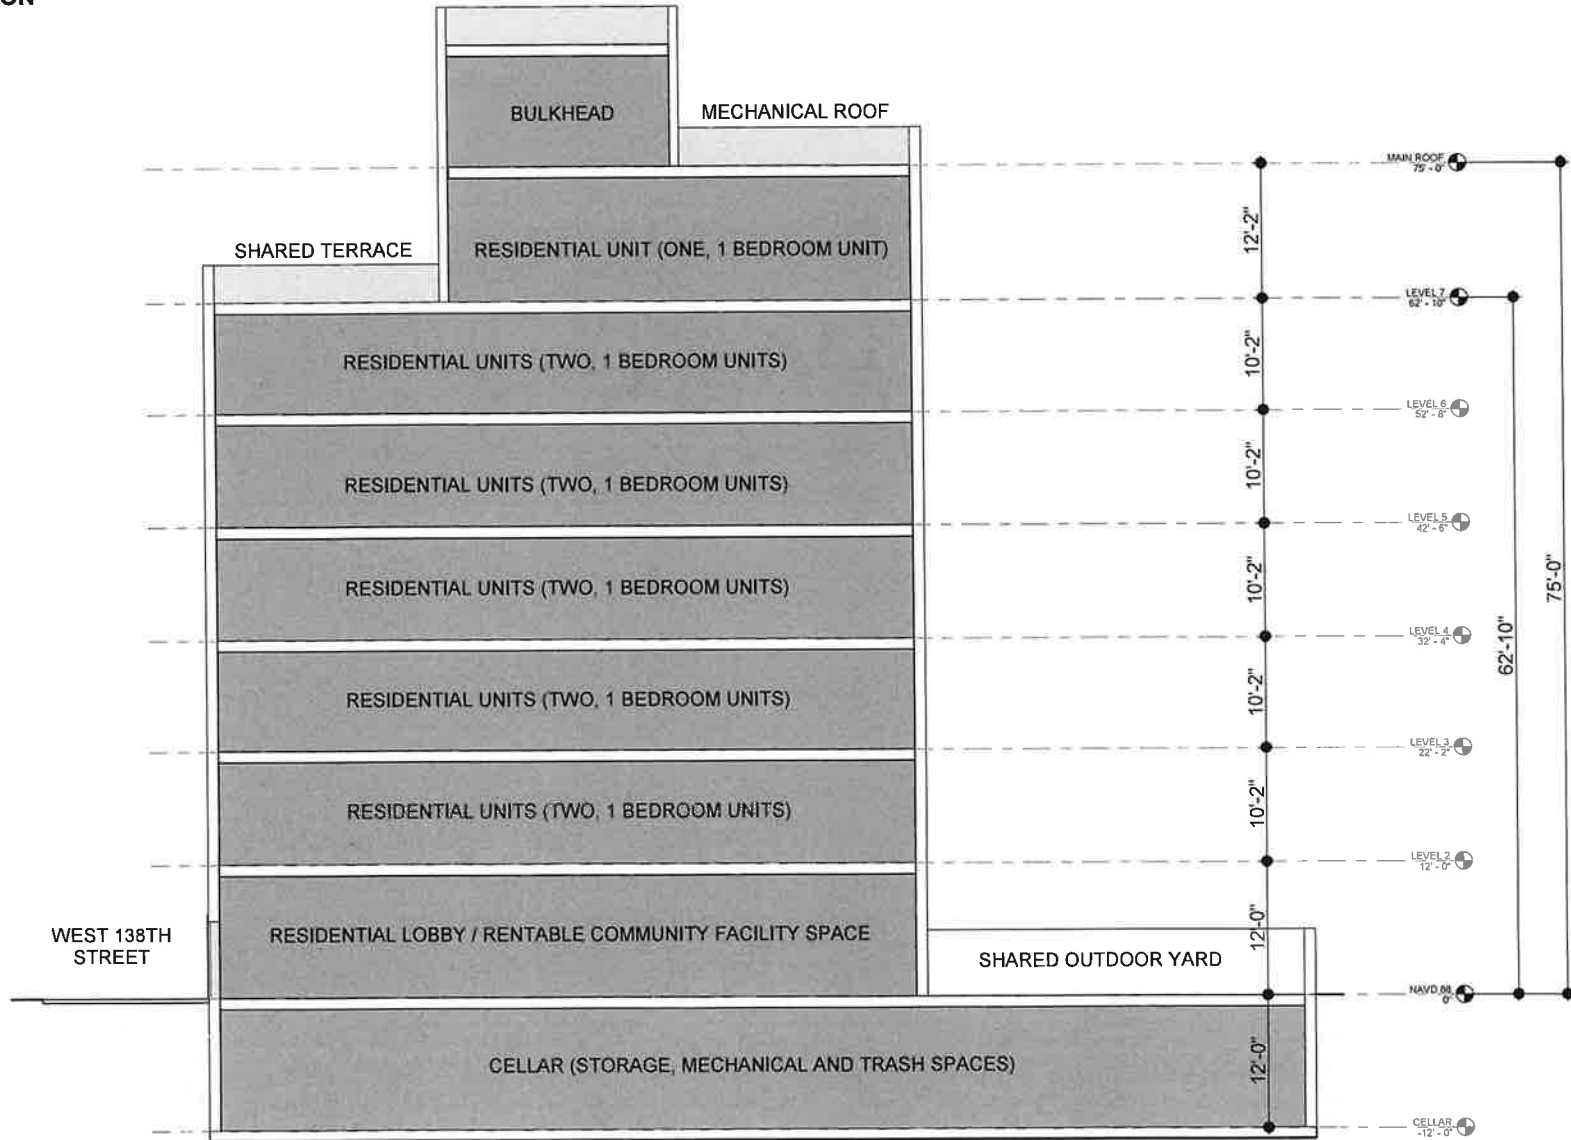 ON
BULKHEAD
MECHANICAL ROOF
MAIN ROOF
75' - 0"
12'-2"
SHARED TERRACE
RESIDENTIAL UNIT (ONE, 1 BEDROOM UNIT)
LEVEL 7
62' - 10"
RESIDENTIAL UNITS (TWO, 1 BEDROOM UNITS)
10'-2"
LEVEL 6
52' - 8"
RESIDENTIAL UNITS (TWO, 1 BEDROOM UNITS)
10'-2"
LEVEL 5
42' - 6"
RESIDENTIAL UNITS (TWO, 1 BEDROOM UNITS)
10'-2"
75'-0"
LEVEL 4
32' - 4"
62'-10"
RESIDENTIAL UNITS (TWO, 1 BEDROOM UNITS)
10'-2"
LEVEL 3
22' - 2"
RESIDENTIAL UNITS (TWO, 1 BEDROOM UNITS)
10'-2"
LEVEL 2
12' - 0"
WEST 138TH
STREET
RESIDENTIAL LOBBY / RENTABLE COMMUNITY FACILITY SPACE
12'-0"
SHARED OUTDOOR YARD
NAVD 88
0"
CELLAR (STORAGE, MECHANICAL AND TRASH SPACES)
12'-0"
CELLAR
-12' - 0"